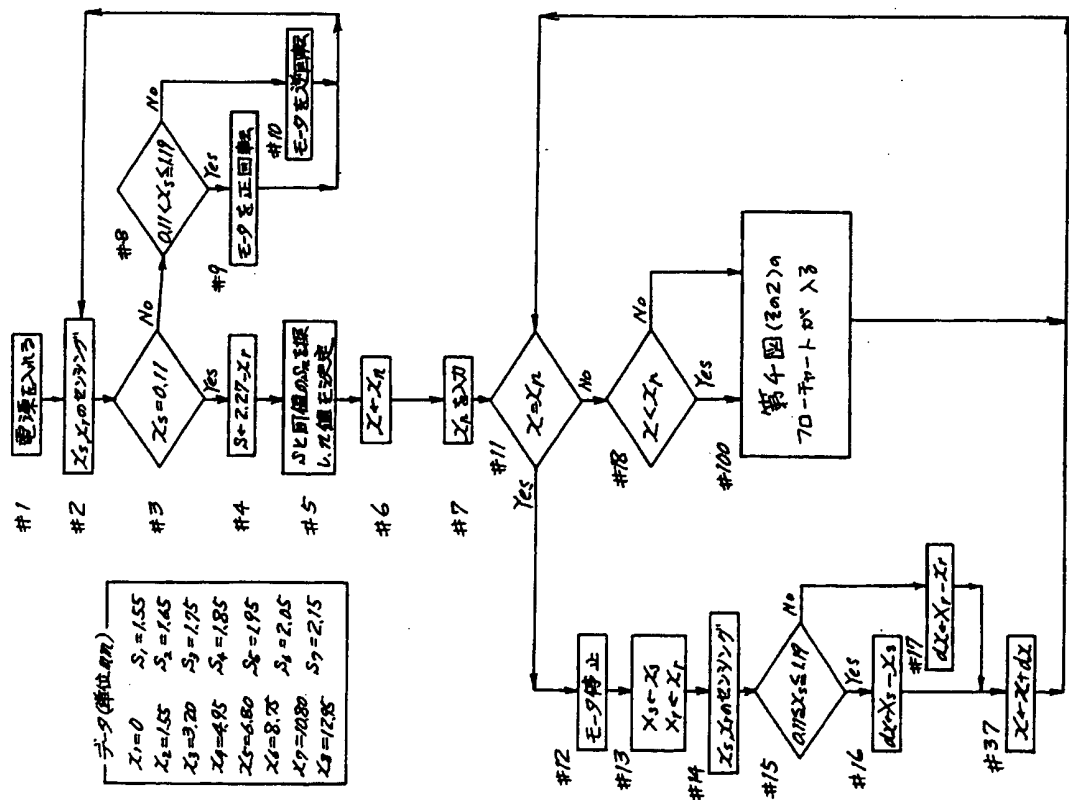 データ(単位mm)
x₁=0 S₁=1.55
x₂=1.55 S₂=1.65
x₃=3.20 S₃=1.75
x₄=4.95 S₄=1.85
x₅=6.80 S₅=1.95
x₆=8.75 S₆=2.05
x₇=10.80 S₇=2.15
x₈=12.95
#1
電源を入れる
#2
xs,xrのセンシング
#3
xs=0.11
No
Yes
#8
0.11<xs≦1.19
No
Yes
#9
モータを正回転
#10
モータを逆回転
#4
S←2.27-xr
#5
Sと同値のSnを探
し、n値を決定
#6
x←xn
#7
xnを入力
#11
x=xn
Yes
No
#18
x<xn
No
Yes
#100
第4図(その2)の
フローチャートが入る
#12
モータ停止
#13
Xs←xs
Xr←xr
#14
xs,xrのセンシング
#15
0.11≦xs≦1.19
No
Yes
#16
dx←Xs-xs
#17
dx←Xr-xr
#37
x←x+dx